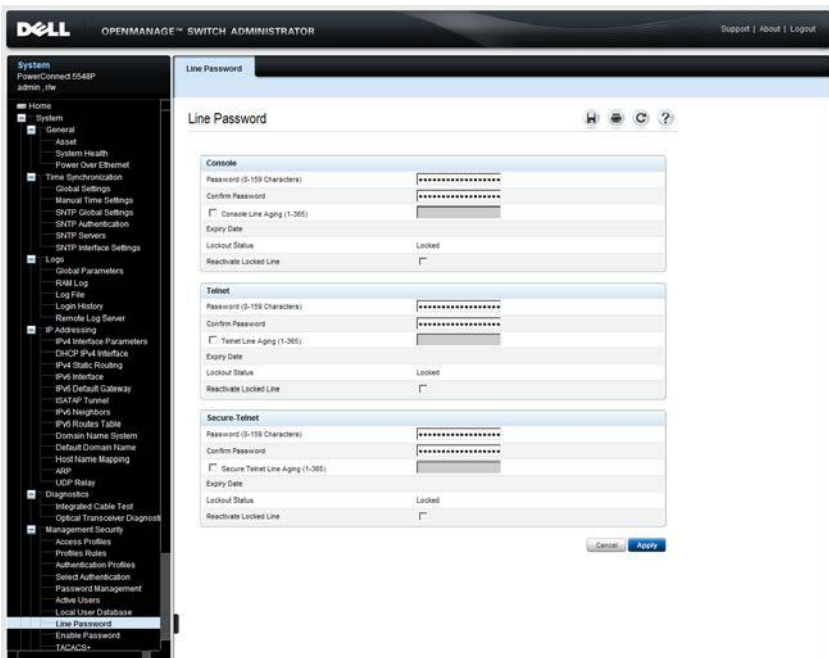 DELL OPENMANAGE™ SWITCH ADMINISTRATOR
Support | About | Logout
System
PowerConnect 5548P
admin , r/w
Home
System
General
Asset
System Health
Power Over Ethernet
Time Synchronization
Global Settings
Manual Time Settings
SNTP Global Settings
SNTP Authentication
SNTP Servers
SNTP Interface Settings
Logs
Global Parameters
RAM Log
Log File
Login History
Remote Log Server
IP Addressing
IPv4 Interface Parameters
DHCP IPv4 Interface
IPv4 Static Routing
IPv6 Interface
IPv6 Default Gateway
ISATAP Tunnel
IPv6 Neighbors
IPv6 Routes Table
Domain Name System
Default Domain Name
Host Name Mapping
ARP
UDP Relay
Diagnostics
Integrated Cable Test
Optical Transceiver Diagnosti
Management Security
Access Profiles
Profiles Rules
Authentication Profiles
Select Authentication
Password Management
Active Users
Local User Database
Line Password
Enable Password
TACACS+
Line Password
Line Password
Console
Password (0-159 Characters)
Confirm Password
Console Line Aging (1-365)
Expiry Date
Lockout Status Locked
Reactivate Locked Line
Telnet
Password (0-159 Characters)
Confirm Password
Telnet Line Aging (1-365)
Expiry Date
Lockout Status Locked
Reactivate Locked Line
Secure-Telnet
Password (0-159 Characters)
Confirm Password
Secure Telnet Line Aging (1-365)
Expiry Date
Lockout Status Locked
Reactivate Locked Line
Cancel Apply